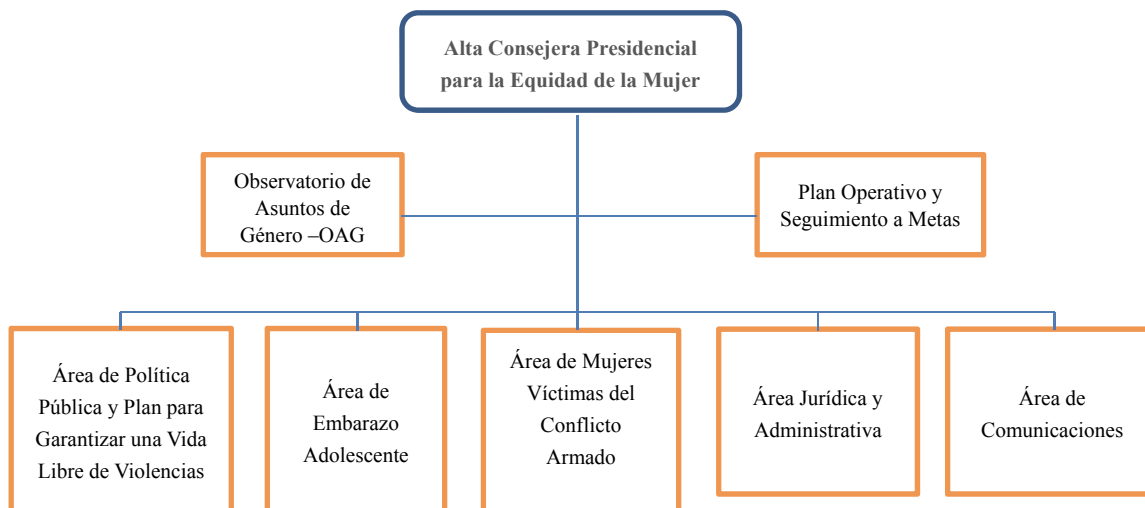 Alta Consejera Presidencial
para la Equidad de la Mujer
Observatorio de
Asuntos de
Género –OAG
Plan Operativo y
Seguimiento a Metas
Área de Política
Pública y Plan para
Garantizar una Vida
Libre de Violencias
Área de
Embarazo
Adolescente
Área de Mujeres
Víctimas del
Conflicto
Armado
Área Jurídica y
Administrativa
Área de
Comunicaciones